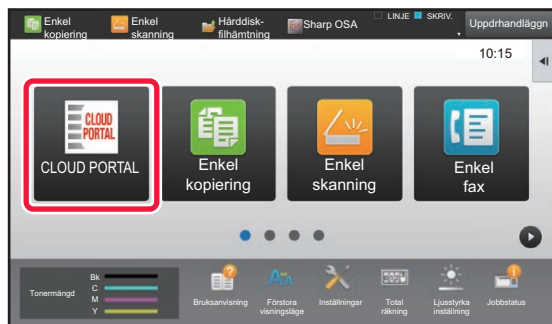 Enkel kopiering
Enkel skanning
Hårddisk-filhämtning
Sharp OSA
LINJE
SKRIV.
Uppdrhandläggn
10:15
CLOUD PORTAL
CLOUD PORTAL
Enkel kopiering
Enkel skanning
Enkel fax
Tonermängd
Bk
C
M
Y
Bruksanvisning
Förstora visningsläge
Inställningar
Total räkning
Ljusstyrka inställning
Jobbstatus